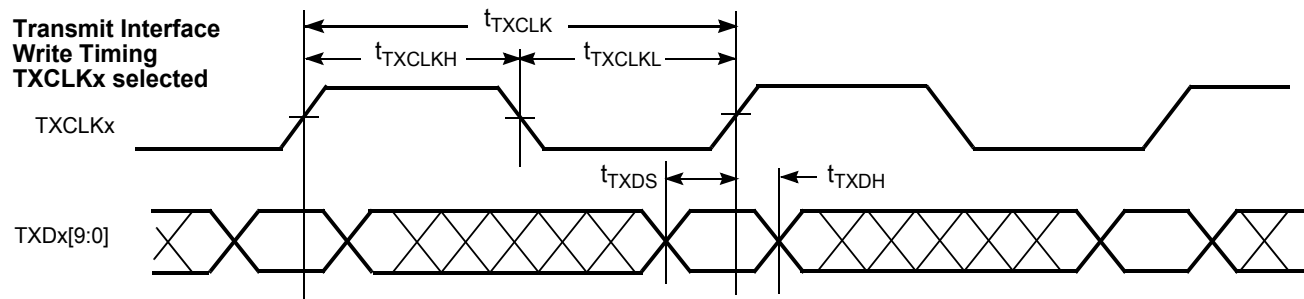 Transmit Interface
Write Timing
TXCLKx selected
tTXCLK
tTXCLKH
tTXCLKL
TXCLKx
tTXDS
tTXDH
TXDx[9:0]